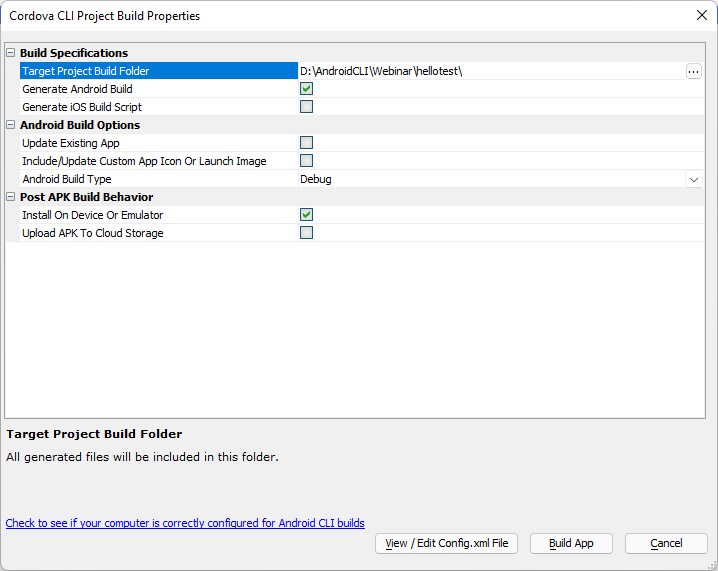 Cordova CLI Project Build Properties
Build Specifications
Target Project Build Folder D:\AndroidCLI\Webinar\hellotest\ ...
Generate Android Build
Generate iOS Build Script
Android Build Options
Update Existing App
Include/Update Custom App Icon Or Launch Image
Android Build Type Debug
Post APK Build Behavior
Install On Device Or Emulator
Upload APK To Cloud Storage
Target Project Build Folder
All generated files will be included in this folder.
Check to see if your computer is correctly configured for Android CLI builds
View / Edit Config.xml File Build App Cancel